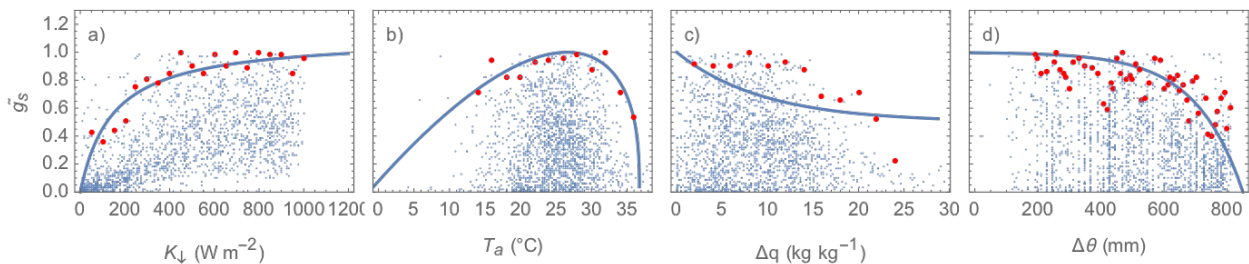 1.2
1.0
0.8
0.6
0.4
0.2
0.0
g̃ₛ
a) b) c) d)
0 200 400 600 800 1000 1200
0 5 10 15 20 25 30 35
0 5 10 15 20 25 30
0 200 400 600 800
K↓ (W m⁻²)
Tₐ (°C)
Δq (kg kg⁻¹)
Δθ (mm)